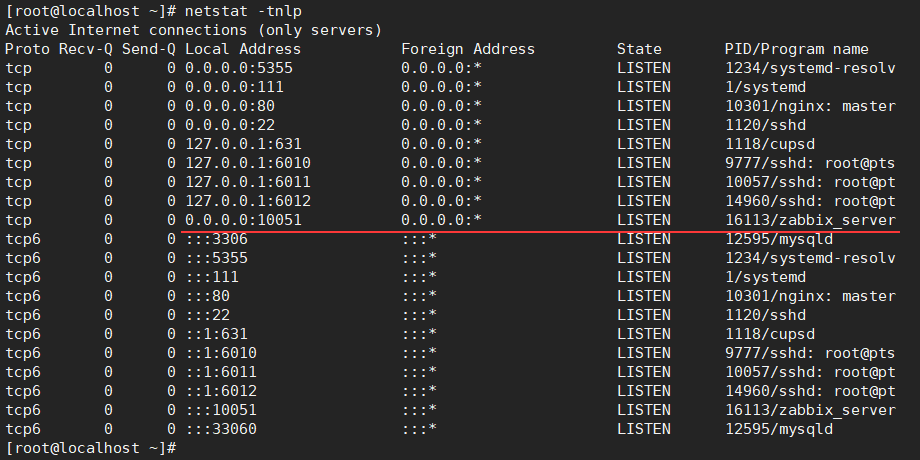 [root@localhost ~]# netstat -tnlp
Active Internet connections (only servers)
Proto Recv-Q Send-Q Local Address           Foreign Address         State       PID/Program name
tcp        0      0 0.0.0.0:5355            0.0.0.0:*               LISTEN      1234/systemd-resolv
tcp        0      0 0.0.0.0:111             0.0.0.0:*               LISTEN      1/systemd
tcp        0      0 0.0.0.0:80              0.0.0.0:*               LISTEN      10301/nginx: master
tcp        0      0 0.0.0.0:22              0.0.0.0:*               LISTEN      1120/sshd
tcp        0      0 127.0.0.1:631           0.0.0.0:*               LISTEN      1118/cupsd
tcp        0      0 127.0.0.1:6010          0.0.0.0:*               LISTEN      9777/sshd: root@pts
tcp        0      0 127.0.0.1:6011          0.0.0.0:*               LISTEN      10057/sshd: root@pt
tcp        0      0 127.0.0.1:6012          0.0.0.0:*               LISTEN      14960/sshd: root@pt
tcp        0      0 0.0.0.0:10051           0.0.0.0:*               LISTEN      16113/zabbix_server
tcp6       0      0 :::3306                 :::*                    LISTEN      12595/mysqld
tcp6       0      0 :::5355                 :::*                    LISTEN      1234/systemd-resolv
tcp6       0      0 :::111                  :::*                    LISTEN      1/systemd
tcp6       0      0 :::80                   :::*                    LISTEN      10301/nginx: master
tcp6       0      0 :::22                   :::*                    LISTEN      1120/sshd
tcp6       0      0 ::1:631                 :::*                    LISTEN      1118/cupsd
tcp6       0      0 ::1:6010                :::*                    LISTEN      9777/sshd: root@pts
tcp6       0      0 ::1:6011                :::*                    LISTEN      10057/sshd: root@pt
tcp6       0      0 ::1:6012                :::*                    LISTEN      14960/sshd: root@pt
tcp6       0      0 :::10051                :::*                    LISTEN      16113/zabbix_server
tcp6       0      0 :::33060                :::*                    LISTEN      12595/mysqld
[root@localhost ~]#